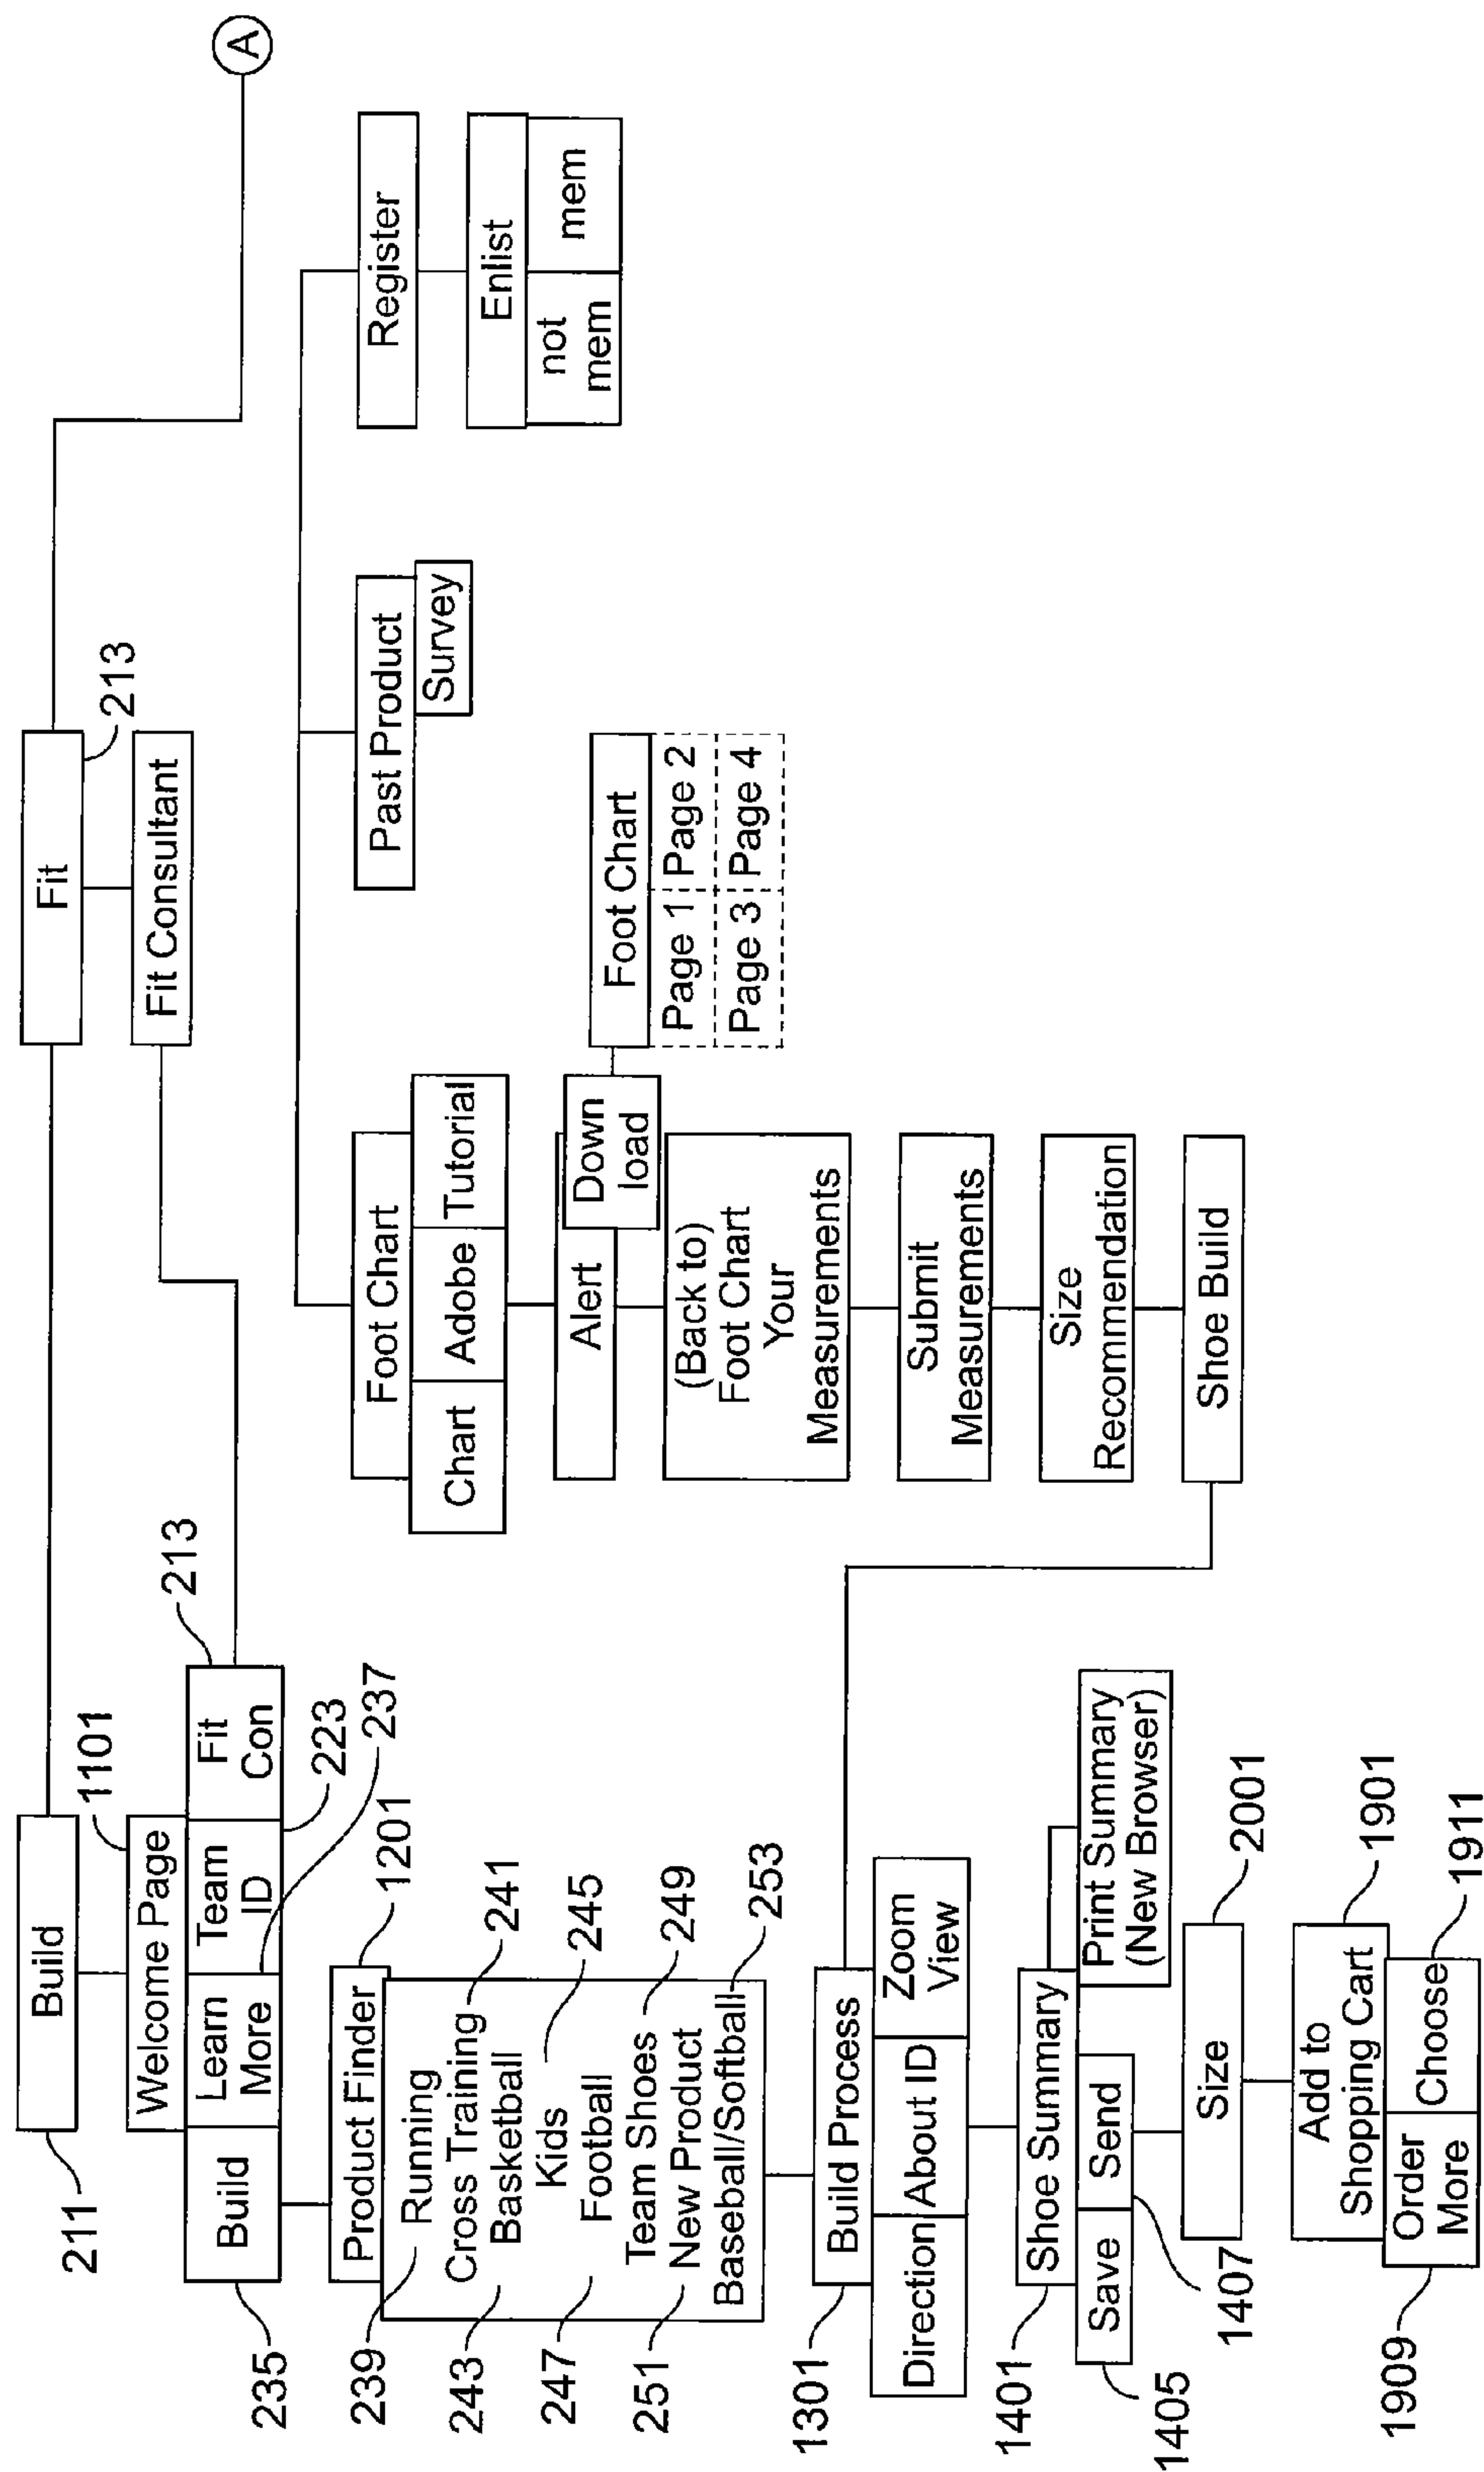 A
Fit
213
Fit Consultant
Build
211
1101
Welcome Page
213
Build
Learn
More
Team
ID
Fit
Con
235
223
237
Product Finder
1201
239
Running
Cross Training
241
243
Basketball
Kids
245
247
Football
Team Shoes
249
251
New Product
Baseball/Softball
253
1301
Build Process
Direction
About ID
Zoom
View
1401
Shoe Summary
Save
Send
Print Summary
(New Browser)
1405
1407
Size
2001
Add to
Shopping Cart
1901
Order
More
Choose
1909
1911
Foot Chart
Chart
Adobe
Tutorial
Alert
Down
load
Foot Chart
Page 1
Page 2
Page 3
Page 4
(Back to)
Foot Chart
Your
Measurements
Submit
Measurements
Size
Recommendation
Shoe Build
Past Product
Survey
Register
Enlist
not
mem
mem